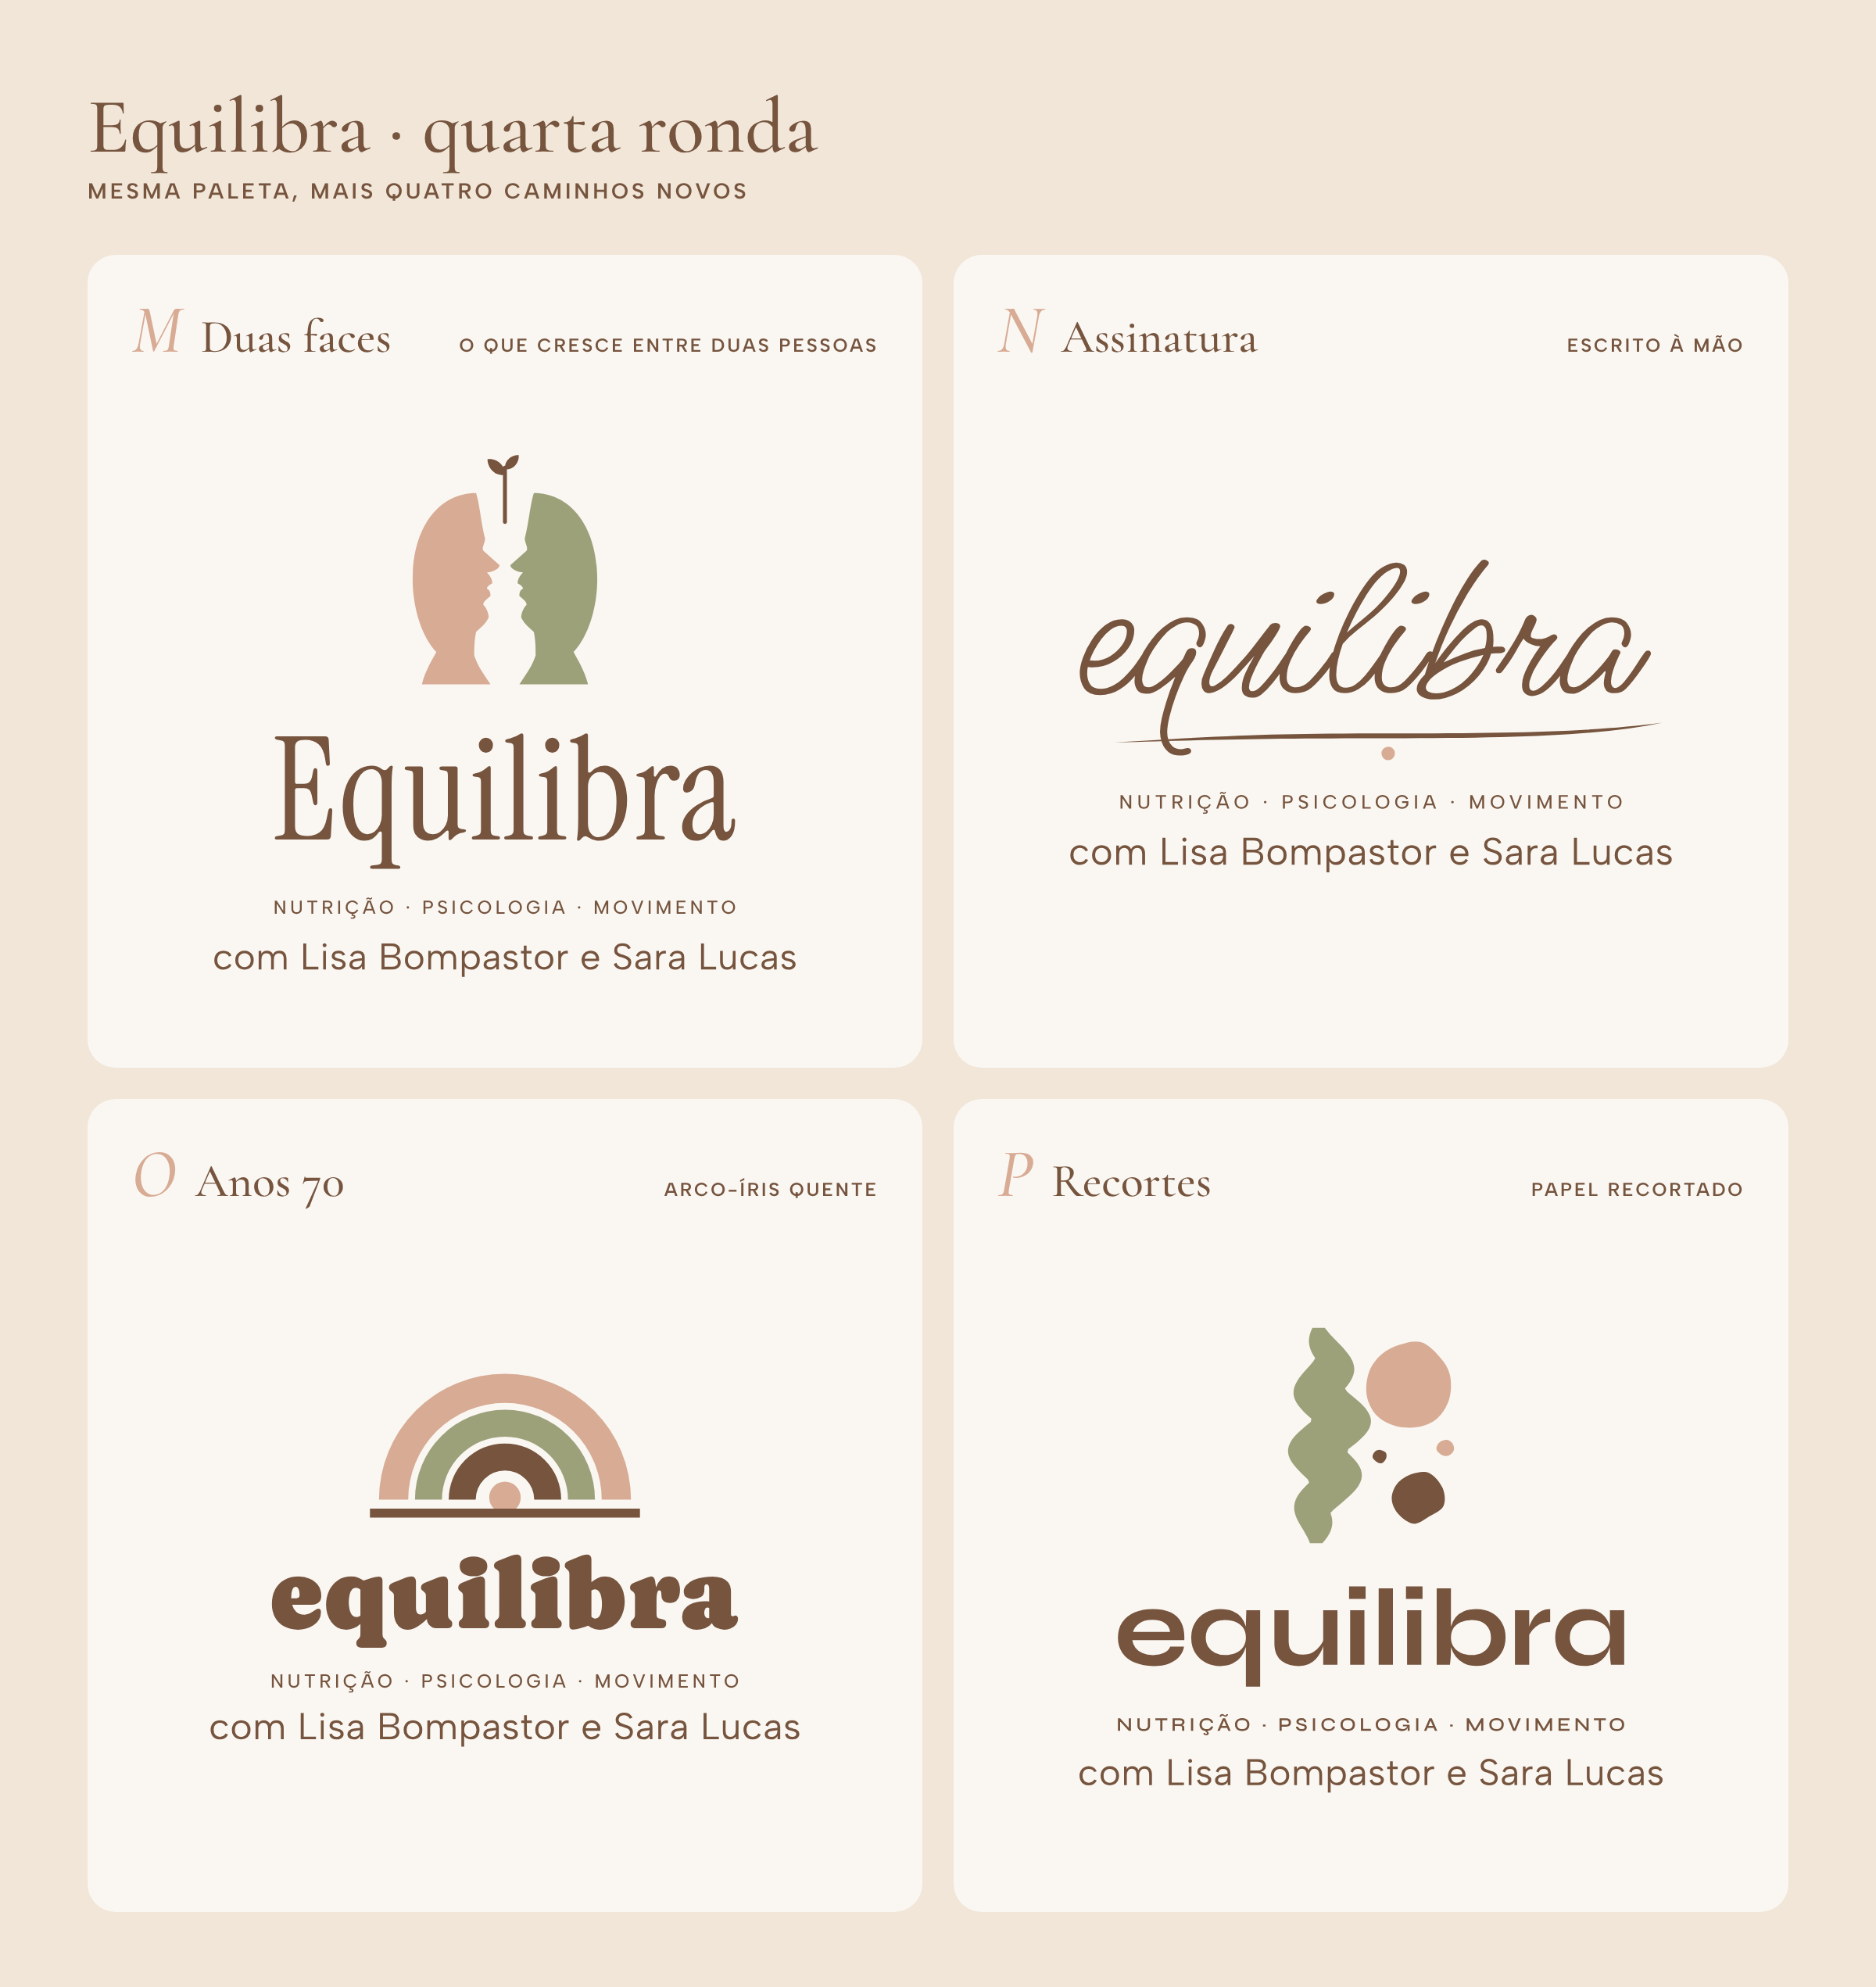 Equilibra · quarta ronda
MESMA PALETA, MAIS QUATRO CAMINHOS NOVOS
M Duas faces
O QUE CRESCE ENTRE DUAS PESSOAS
Equilibra
NUTRIÇÃO · PSICOLOGIA · MOVIMENTO
com Lisa Bompastor e Sara Lucas
N Assinatura
ESCRITO À MÃO
equilibra
NUTRIÇÃO · PSICOLOGIA · MOVIMENTO
com Lisa Bompastor e Sara Lucas
O Anos 70
ARCO-ÍRIS QUENTE
equilibra
NUTRIÇÃO · PSICOLOGIA · MOVIMENTO
com Lisa Bompastor e Sara Lucas
P Recortes
PAPEL RECORTADO
equilibra
NUTRIÇÃO · PSICOLOGIA · MOVIMENTO
com Lisa Bompastor e Sara Lucas